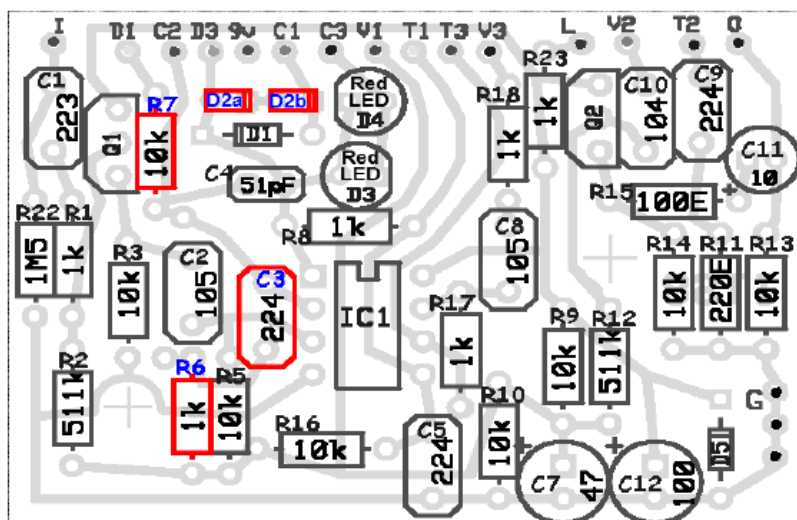 I D1 C2 D3 9v C1 C3 V1 T1 T3 V3 L V2 T2 Q
C1
223
Q1
R7
10k
D2a
D2b
D1
C4
51pF
Red
LED
D4
Red
LED
D3
R8
1k
R18
1k
R23
1k
Q2
C10
104
C9
224
C11
10
R15
100E
R22
1M5
R1
1k
R3
10k
C2
105
C3
224
IC1
C8
105
R14
10k
R11
220E
R13
10k
R17
1k
R9
10k
R12
511k
R2
511k
R6
1k
R5
10k
R16
10k
C5
224
R10
10k
C7
47
C12
100
D5
G